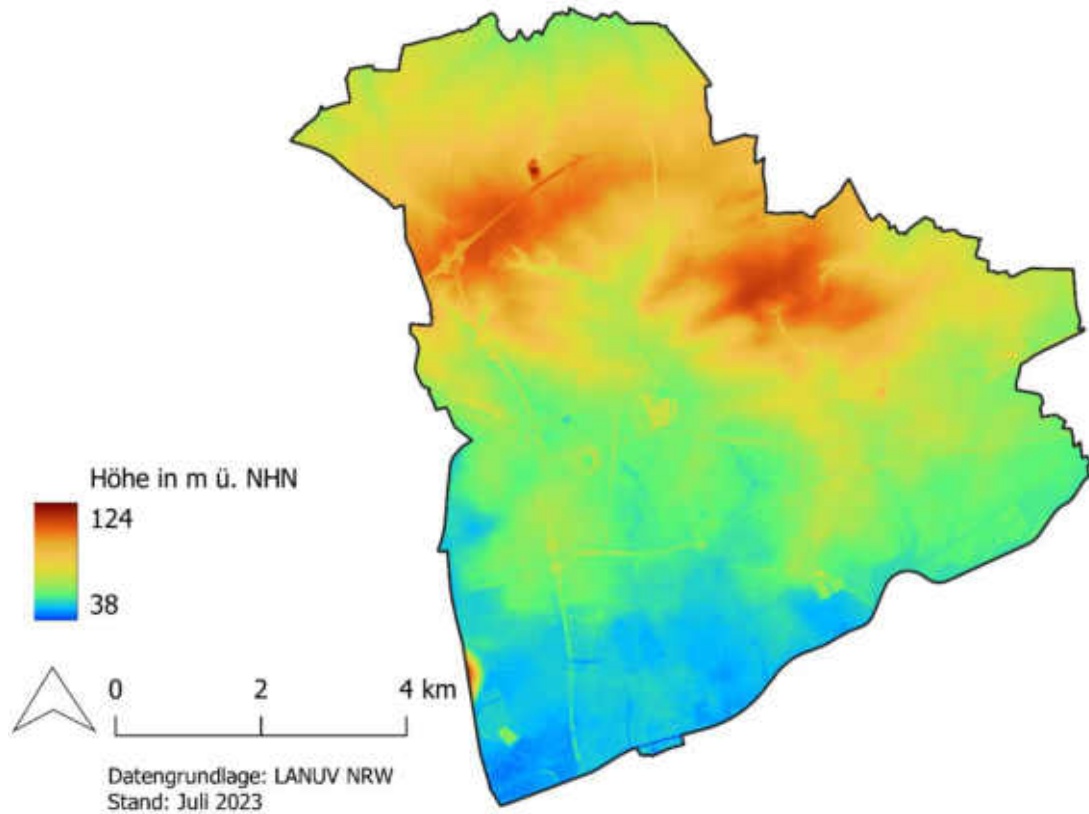 Höhe in m ü. NHN
124
38
0 2 4 km
Datengrundlage: LANUV NRW
Stand: Juli 2023